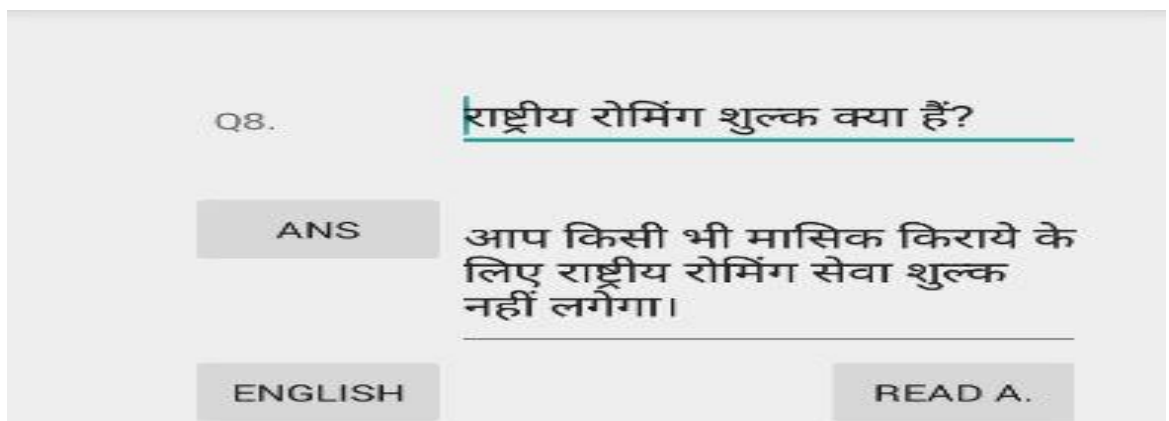 Q8. राष्ट्रीय रोमिंग शुल्क क्या हैं?
ANS आप किसी भी मासिक किराये के
लिए राष्ट्रीय रोमिंग सेवा शुल्क
नहीं लगेगा।
ENGLISH READ A.